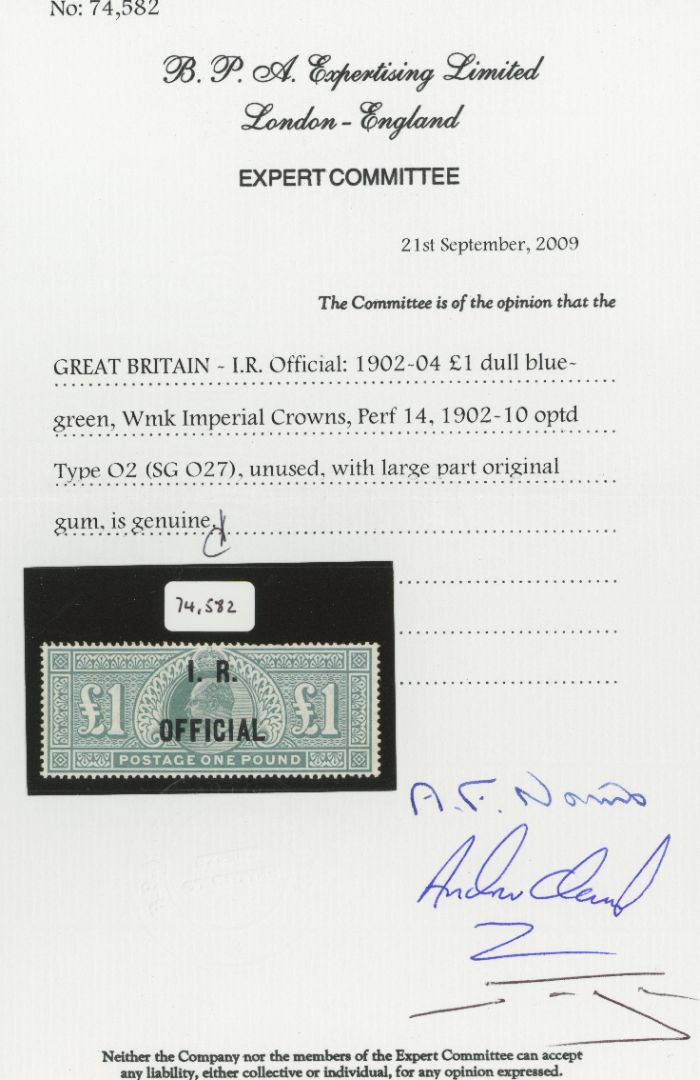 No: 74,582
B. P. A. Expertising Limited
London - England
EXPERT COMMITTEE
21st September, 2009
The Committee is of the opinion that the
GREAT BRITAIN - I.R. Official: 1902-04 £1 dull blue-
green, Wmk Imperial Crowns, Perf 14, 1902-10 optd
Type O2 (SG O27), unused, with large part original
gum, is genuine.
74,582
I. R.
£1 £1
OFFICIAL
POSTAGE ONE POUND
A. F. Norris
Neither the Company nor the members of the Expert Committee can accept
any liability, either collective or individual, for any opinion expressed.